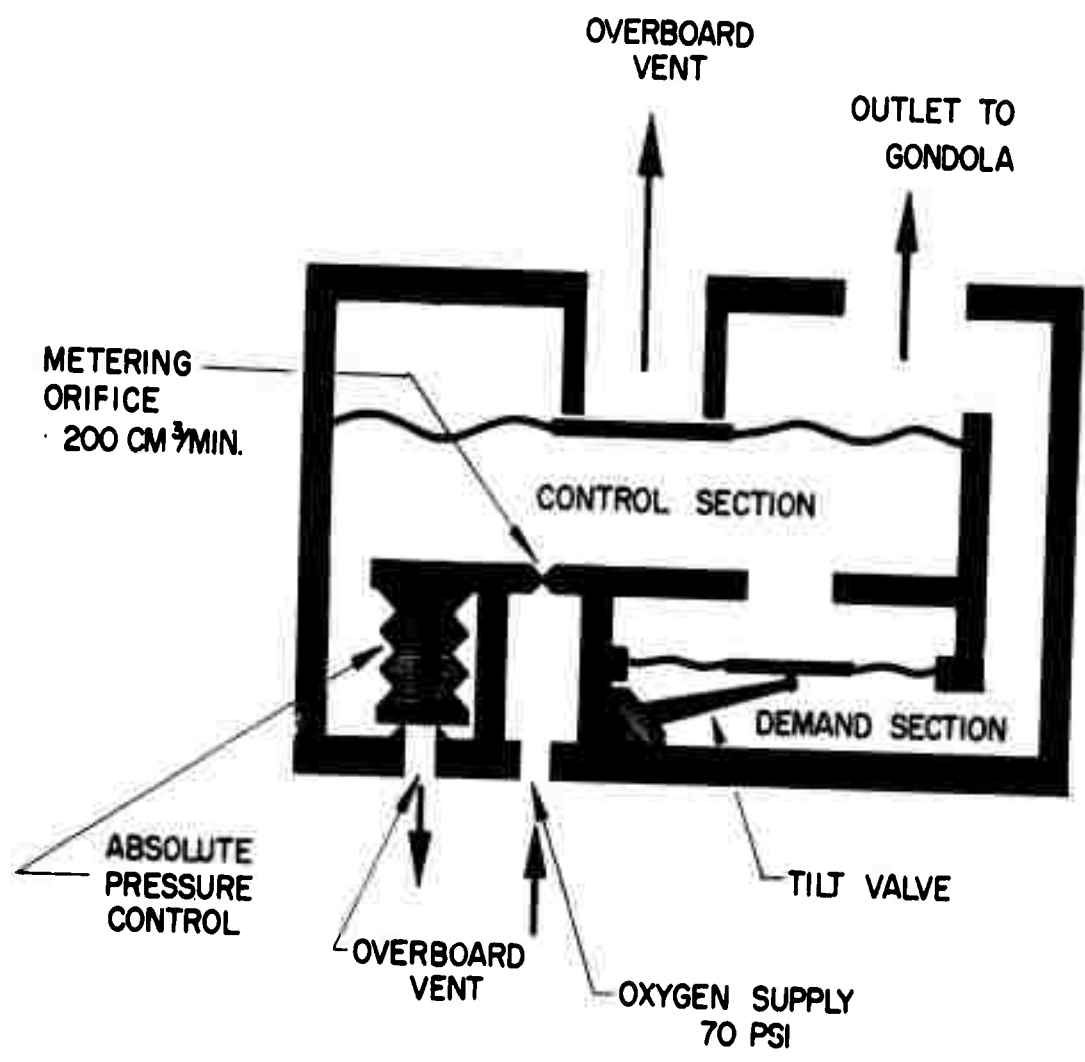 OVERBOARD
VENT
OUTLET TO
GONDOLA
METERING
ORIFICE
200 CM³/MIN.
CONTROL SECTION
DEMAND SECTION
ABSOLUTE
PRESSURE
CONTROL
TILT VALVE
OVERBOARD
VENT
OXYGEN SUPPLY
70 PSI